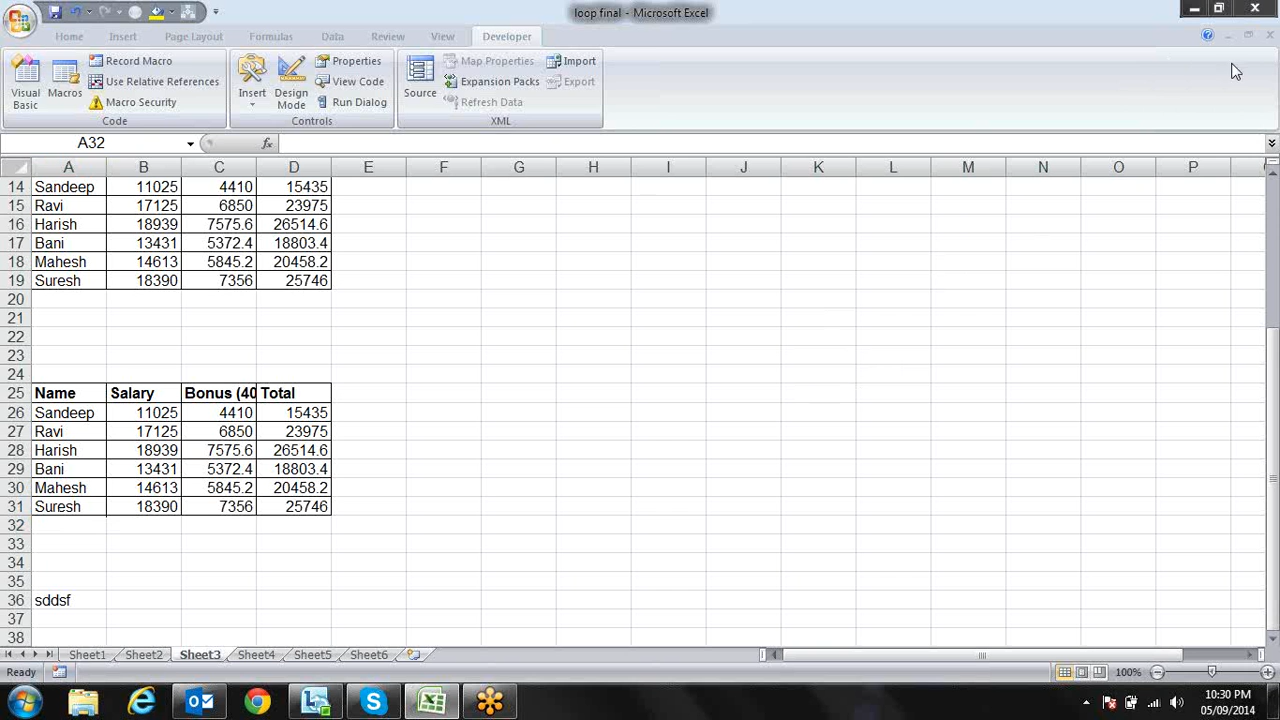 loop final - Microsoft Excel
Home Insert Page Layout Formulas Data Review View Developer
Visual Basic
Macros
Record Macro
Use Relative References
Macro Security
Code
Insert
Design Mode
Properties
View Code
Run Dialog
Controls
Source
Map Properties
Expansion Packs
Refresh Data
Import
Export
XML
A32 fx
A B C D E F G H I J K L M N O P
14 Sandeep 11025 4410 15435
15 Ravi 17125 6850 23975
16 Harish 18939 7575.6 26514.6
17 Bani 13431 5372.4 18803.4
18 Mahesh 14613 5845.2 20458.2
19 Suresh 18390 7356 25746
20
21
22
23
24
25 Name Salary Bonus (40 Total
26 Sandeep 11025 4410 15435
27 Ravi 17125 6850 23975
28 Harish 18939 7575.6 26514.6
29 Bani 13431 5372.4 18803.4
30 Mahesh 14613 5845.2 20458.2
31 Suresh 18390 7356 25746
32
33
34
35
36 sddsf
37
38
Sheet1 Sheet2 Sheet3 Sheet4 Sheet5 Sheet6
Ready 100%
10:30 PM
05/09/2014